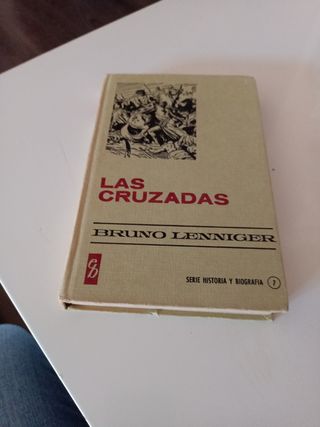 LAS
CRUZADAS
BRUNO LENNIGER
SERIE HISTORIA Y BIOGRAFIA 7